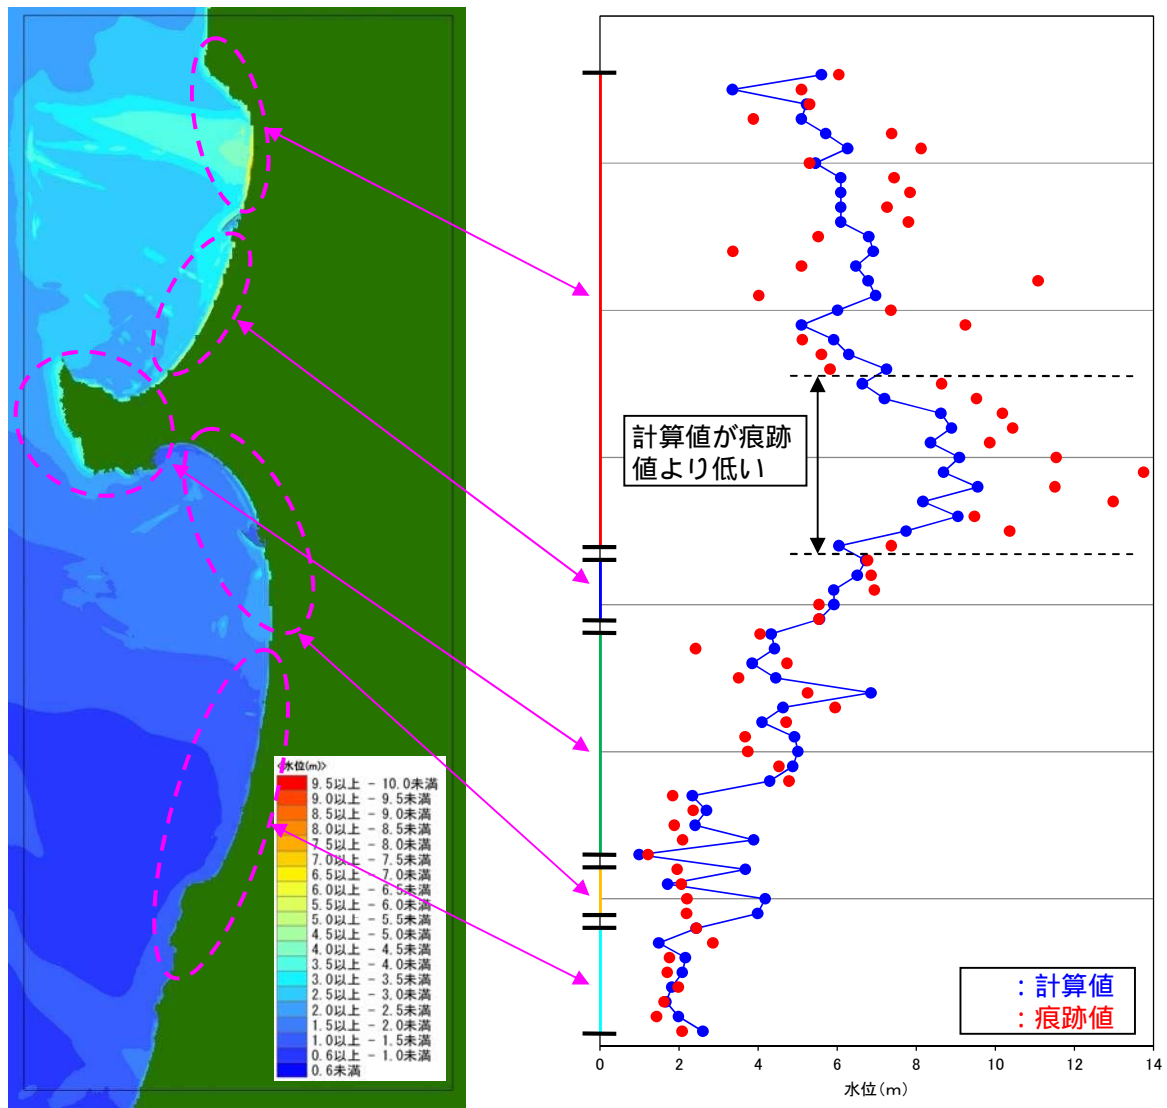 計算値が痕跡
値より低い
<水位(m)>
9.5以上 - 10.0未満
9.0以上 - 9.5未満
8.5以上 - 9.0未満
8.0以上 - 8.5未満
7.5以上 - 8.0未満
7.0以上 - 7.5未満
6.5以上 - 7.0未満
6.0以上 - 6.5未満
5.5以上 - 6.0未満
5.0以上 - 5.5未満
4.5以上 - 5.0未満
4.0以上 - 4.5未満
3.5以上 - 4.0未満
3.0以上 - 3.5未満
2.5以上 - 3.0未満
2.0以上 - 2.5未満
1.5以上 - 2.0未満
1.0以上 - 1.5未満
0.6以上 - 1.0未満
0.6未満
：計算値
：痕跡値
0 2 4 6 8 10 12 14
水位(m)